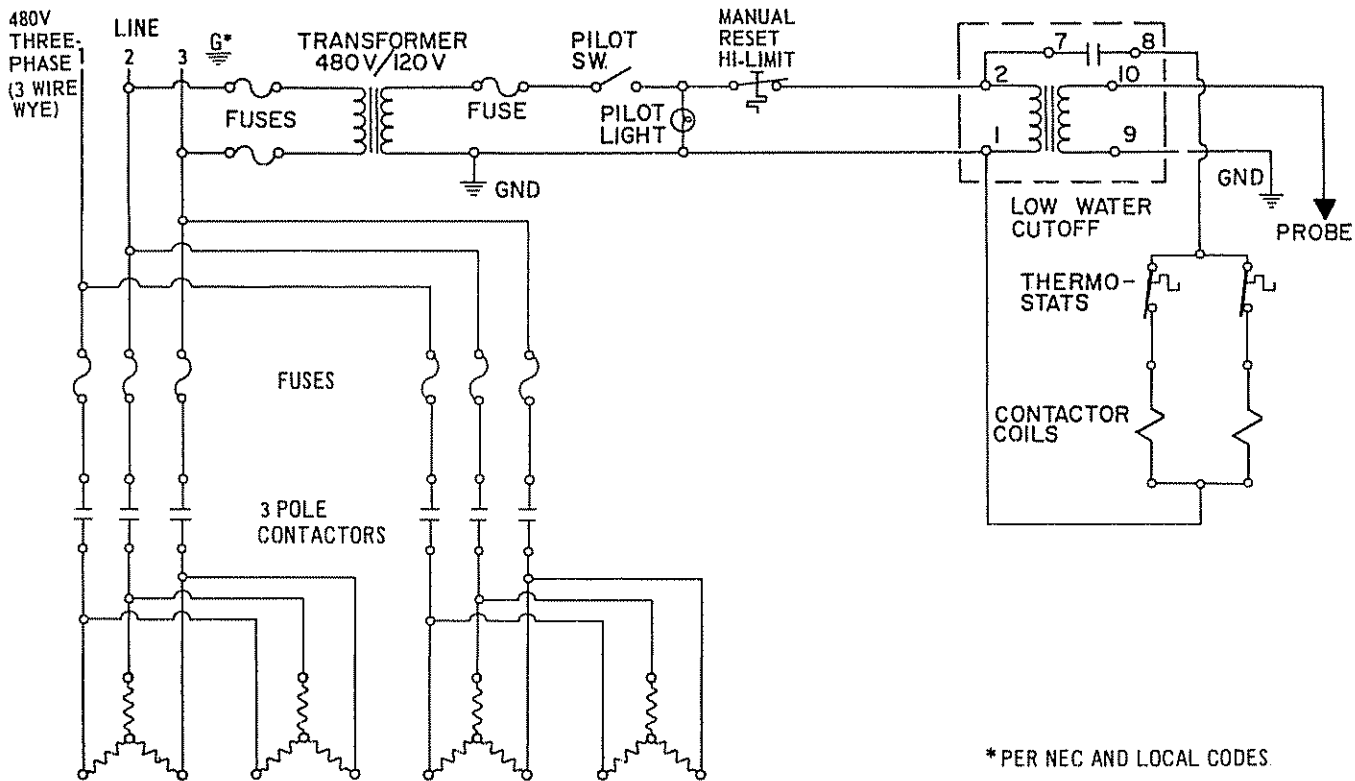 480V
THREE-
PHASE
(3 WIRE
WYE)
LINE
1 2 3
G*
TRANSFORMER
480V/120V
FUSES
FUSE
PILOT
SW.
PILOT
LIGHT
MANUAL
RESET
HI-LIMIT
GND
7 8
2 10
1 9
LOW WATER
CUTOFF
GND
PROBE
THERMO-
STATS
CONTACTOR
COILS
FUSES
3 POLE
CONTACTORS
*PER NEC AND LOCAL CODES.